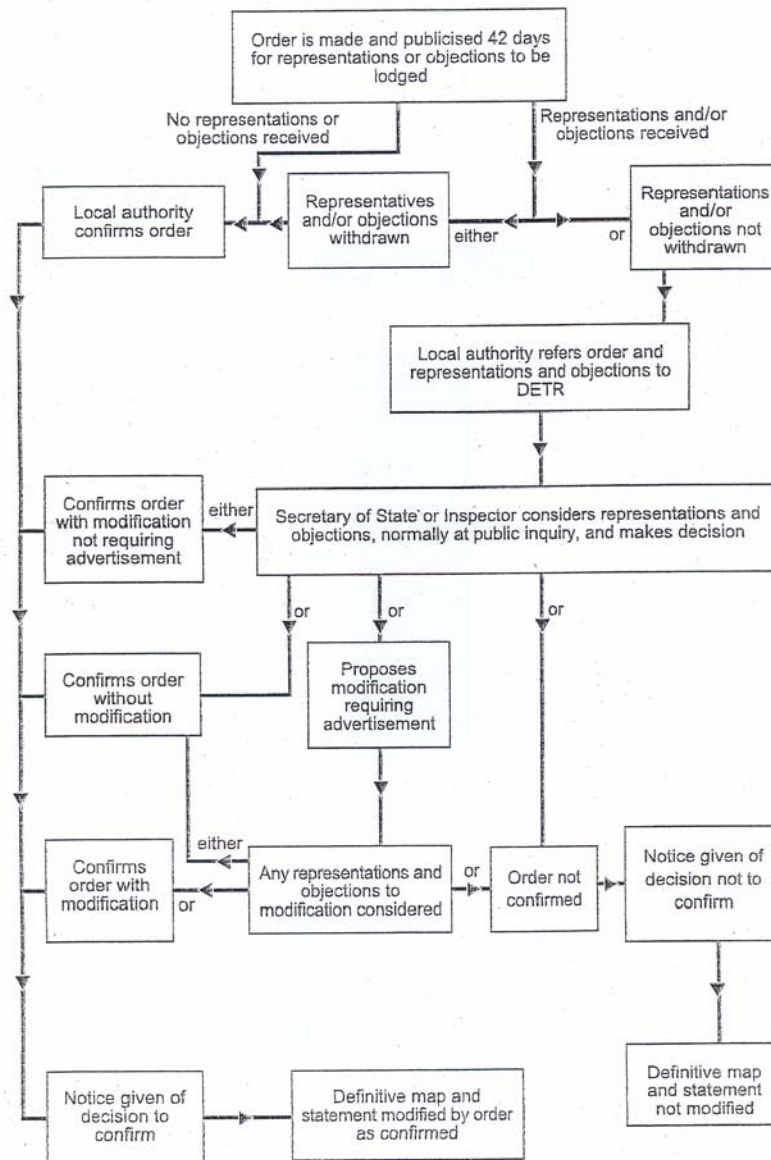 Order is made and publicised 42 days
for representations or objections to be
lodged
No representations or
objections received
Representations and/or
objections received
Local authority
confirms order
Representatives
and/or objections
withdrawn
either
or
Representations
and/or
objections not
withdrawn
Local authority refers order and
representations and objections to
DETR
Confirms order
with modification
not requiring
advertisement
either
Secretary of State or Inspector considers representations and
objections, normally at public inquiry, and makes decision
or
or
or
Confirms order
without
modification
Proposes
modification
requiring
advertisement
either
Confirms
order with
modification
or
Any representations and
objections to
modification considered
or
Order not
confirmed
Notice given of
decision not to
confirm
Notice given of
decision to
confirm
Definitive map and
statement modified by order
as confirmed
Definitive map
and statement
not modified